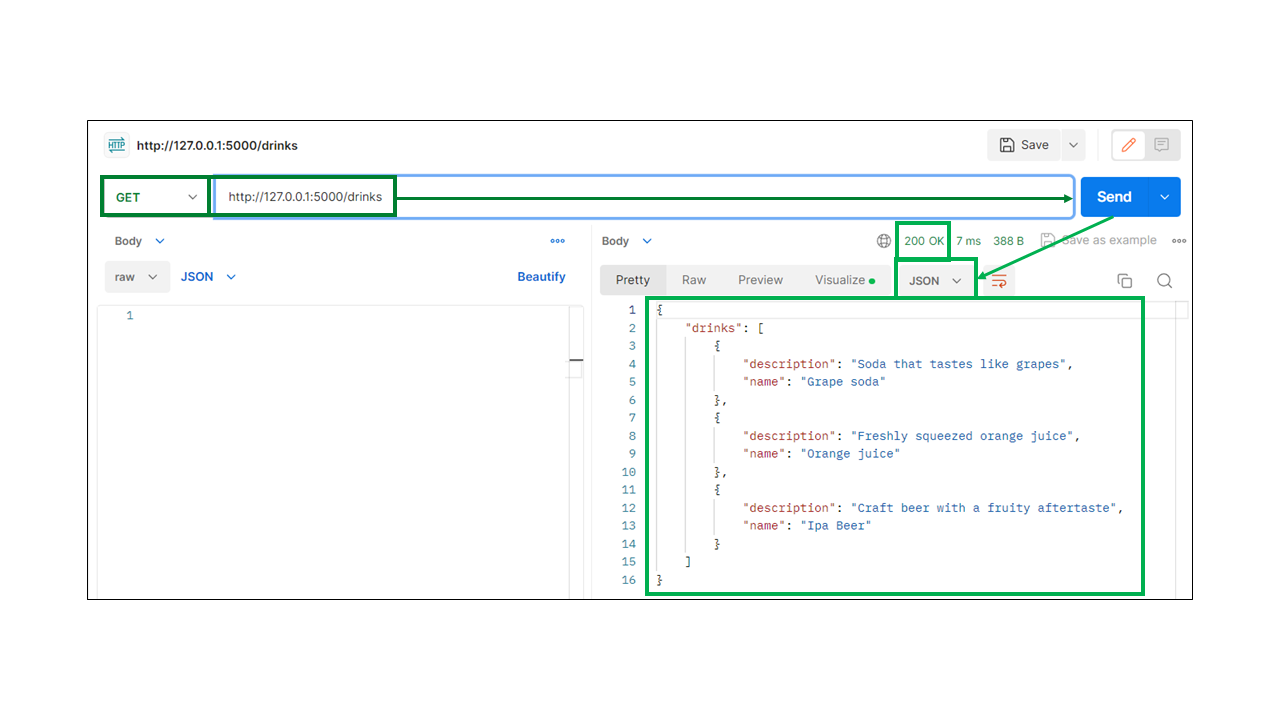 HTTP http://127.0.0.1:5000/drinks Save
GET http://127.0.0.1:5000/drinks Send
Body Body 200 OK 7 ms 388 B Save as example
raw JSON Beautify Pretty Raw Preview Visualize JSON
1
1 {
2 "drinks": [
3 {
4 "description": "Soda that tastes like grapes",
5 "name": "Grape soda"
6 },
7 {
8 "description": "Freshly squeezed orange juice",
9 "name": "Orange juice"
10 },
11 {
12 "description": "Craft beer with a fruity aftertaste",
13 "name": "Ipa Beer"
14 }
15 ]
16 }